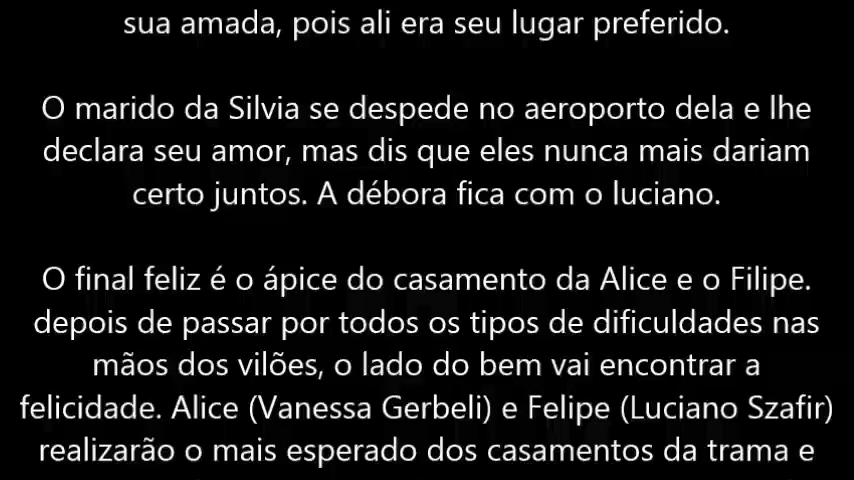 sua amada, pois ali era seu lugar preferido.
O marido da Silvia se despede no aeroporto dela e lhe
declara seu amor, mas dis que eles nunca mais dariam
certo juntos. A débora fica com o luciano.
O final feliz é o ápice do casamento da Alice e o Filipe.
depois de passar por todos os tipos de dificuldades nas
mãos dos vilões, o lado do bem vai encontrar a
felicidade. Alice (Vanessa Gerbeli) e Felipe (Luciano Szafir)
realizarão o mais esperado dos casamentos da trama e